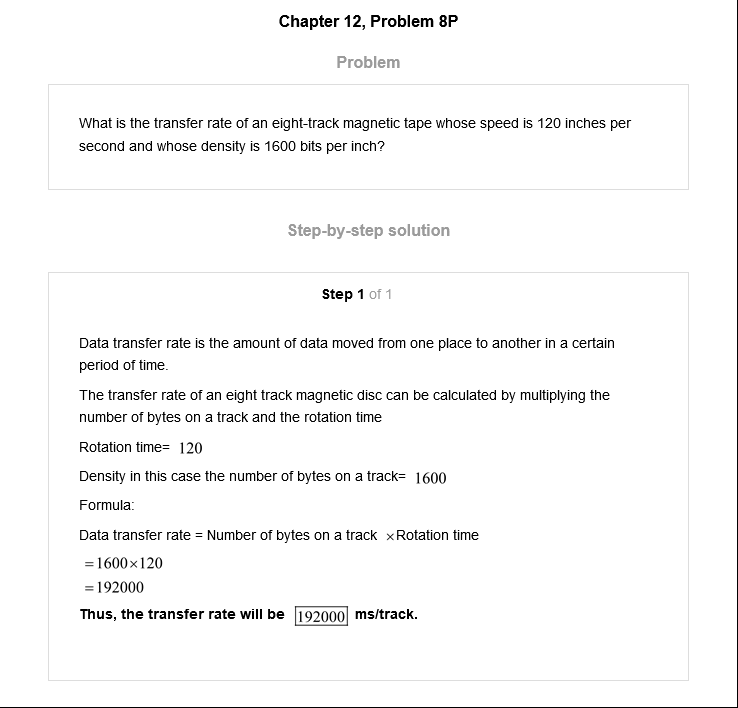 Chapter 12, Problem 8P
Problem
What is the transfer rate of an eight-track magnetic tape whose speed is 120 inches per
second and whose density is 1600 bits per inch?
Step-by-step solution
Step 1 of 1
Data transfer rate is the amount of data moved from one place to another in a certain
period of time.
The transfer rate of an eight track magnetic disc can be calculated by multiplying the
number of bytes on a track and the rotation time
Rotation time= 120
Density in this case the number of bytes on a track= 1600
Formula:
Data transfer rate = Number of bytes on a track ×Rotation time
=1600×120
=192000
Thus, the transfer rate will be 192000 ms/track.